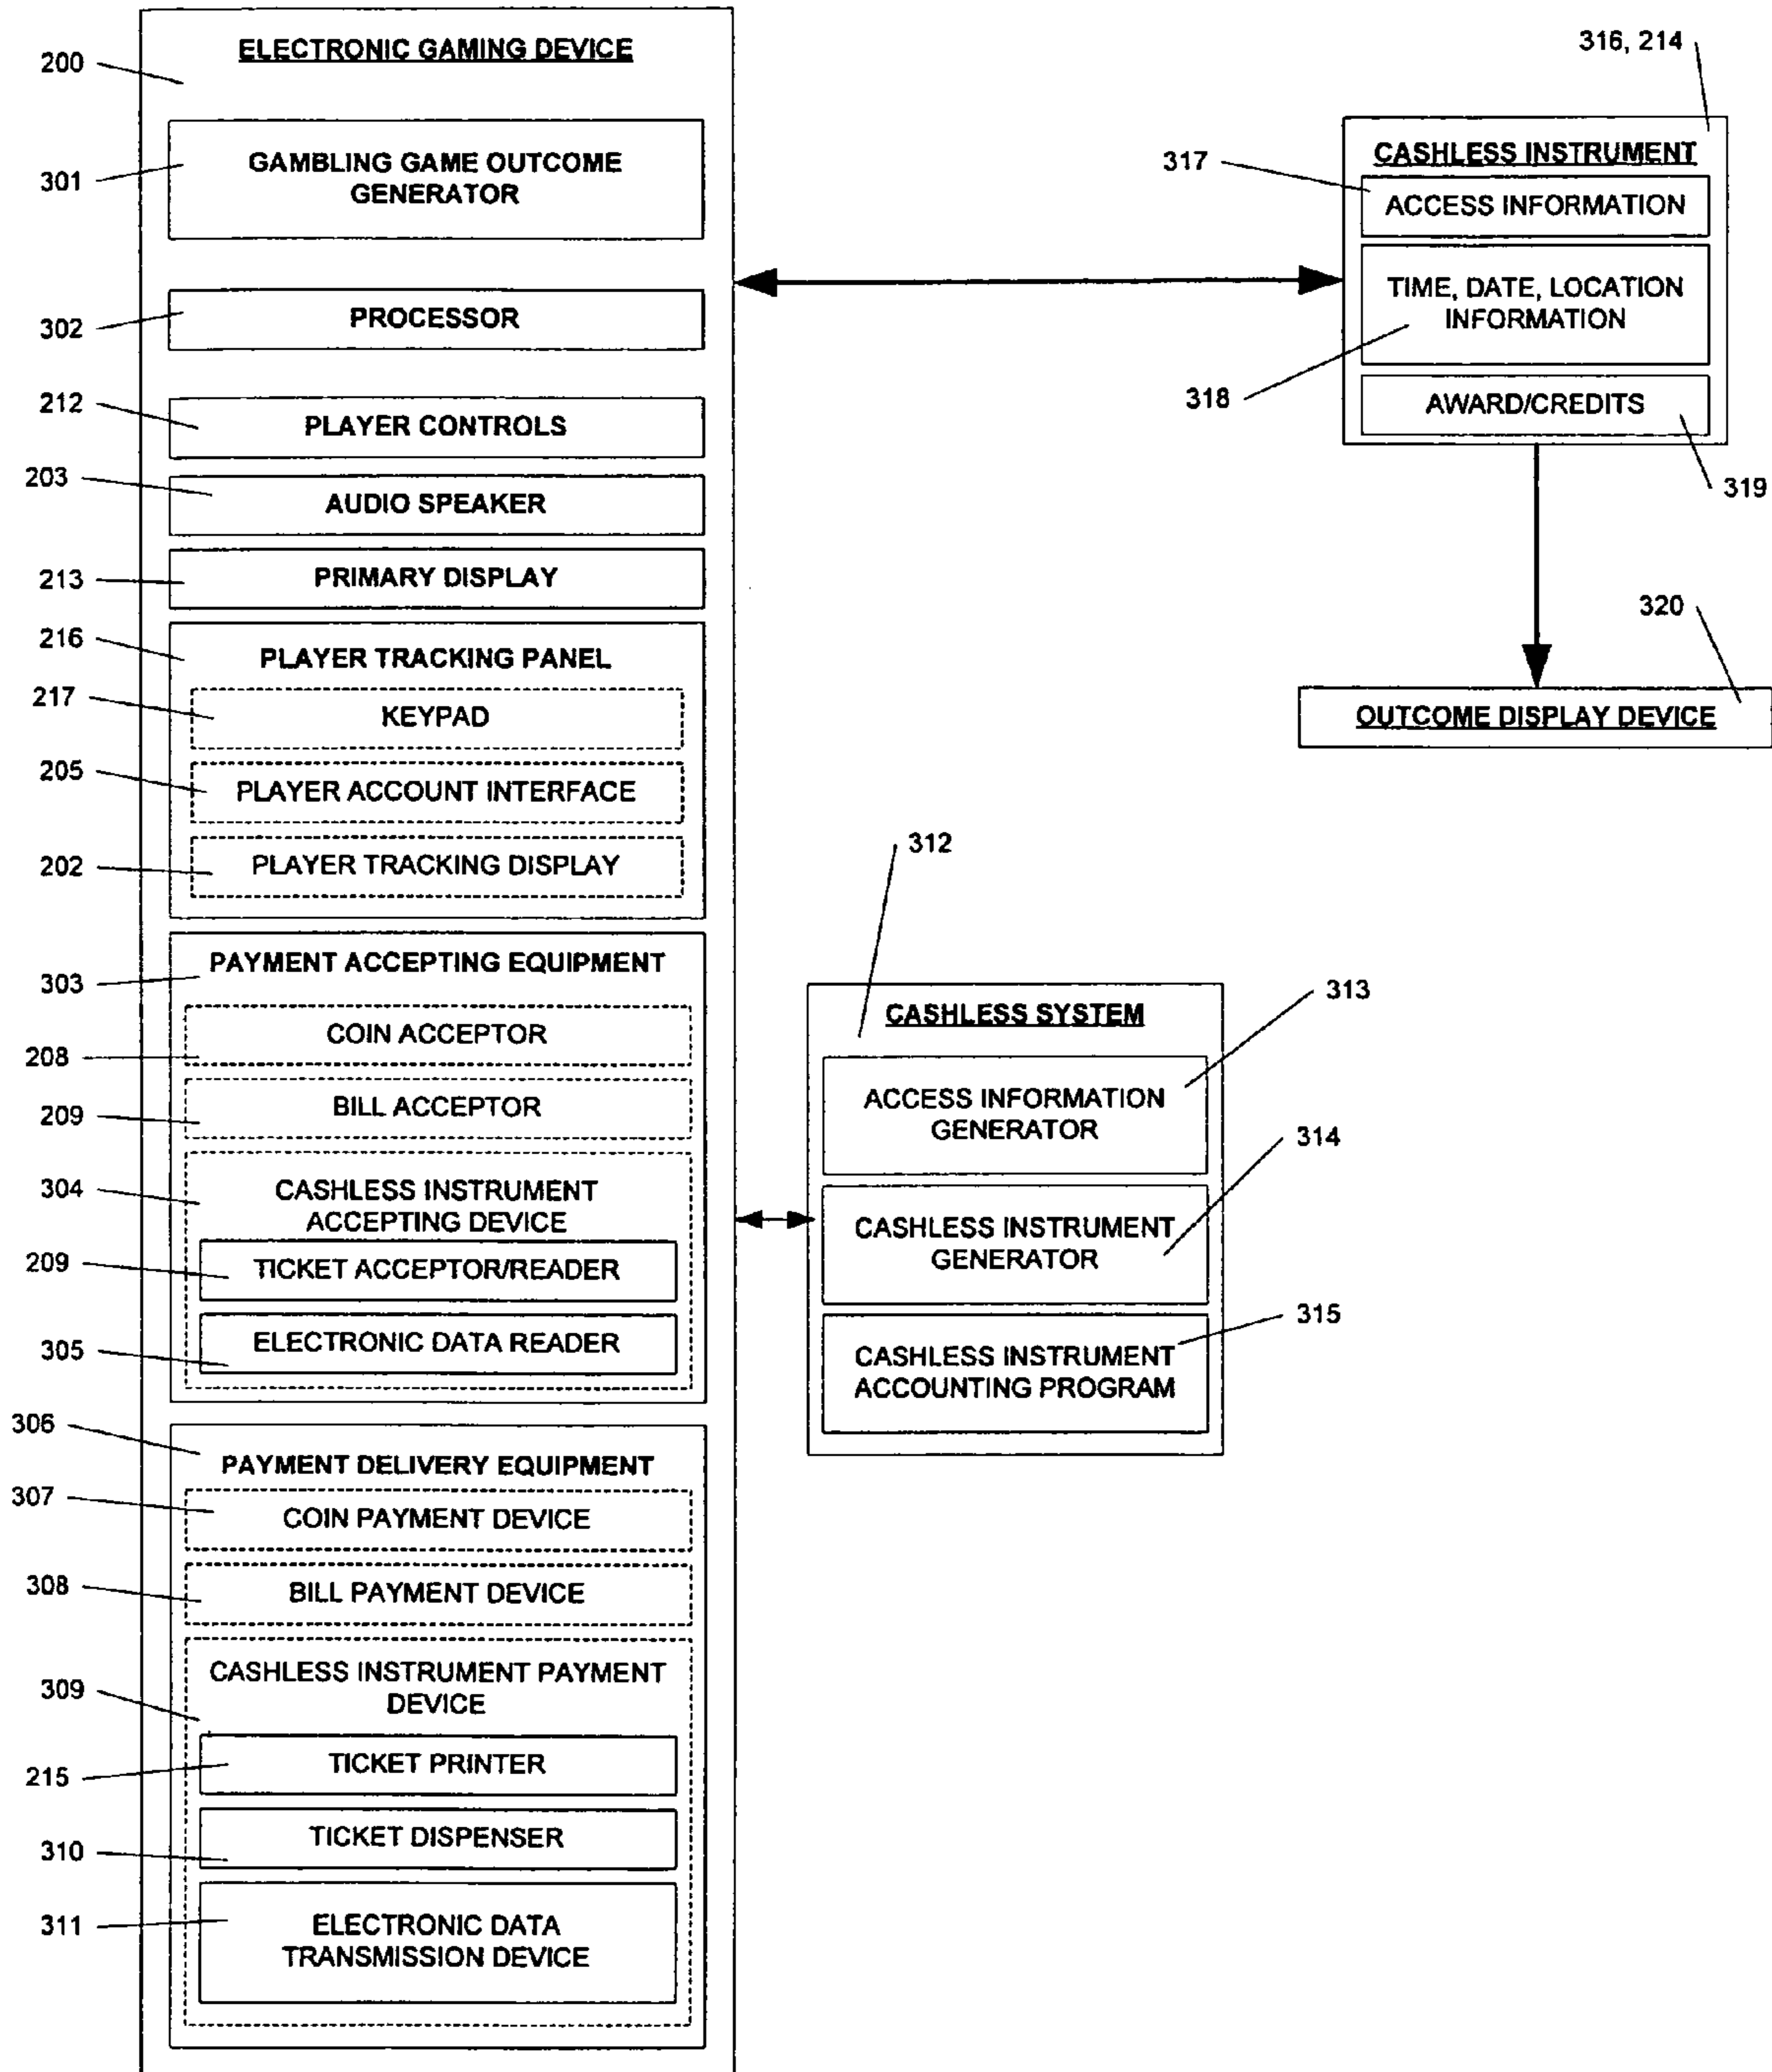 ELECTRONIC GAMING DEVICE
200
GAMBLING GAME OUTCOME
GENERATOR
301
PROCESSOR
302
212
PLAYER CONTROLS
203
AUDIO SPEAKER
213
PRIMARY DISPLAY
216
PLAYER TRACKING PANEL
217
KEYPAD
205
PLAYER ACCOUNT INTERFACE
202
PLAYER TRACKING DISPLAY
303
PAYMENT ACCEPTING EQUIPMENT
COIN ACCEPTOR
208
BILL ACCEPTOR
209
304
CASHLESS INSTRUMENT
ACCEPTING DEVICE
209
TICKET ACCEPTOR/READER
305
ELECTRONIC DATA READER
306
PAYMENT DELIVERY EQUIPMENT
307
COIN PAYMENT DEVICE
308
BILL PAYMENT DEVICE
CASHLESS INSTRUMENT PAYMENT
DEVICE
309
TICKET PRINTER
215
TICKET DISPENSER
310
ELECTRONIC DATA
TRANSMISSION DEVICE
311
316, 214
CASHLESS INSTRUMENT
317
ACCESS INFORMATION
TIME, DATE, LOCATION
INFORMATION
318
AWARD/CREDITS
319
320
OUTCOME DISPLAY DEVICE
312
CASHLESS SYSTEM
313
ACCESS INFORMATION
GENERATOR
314
CASHLESS INSTRUMENT
GENERATOR
315
CASHLESS INSTRUMENT
ACCOUNTING PROGRAM